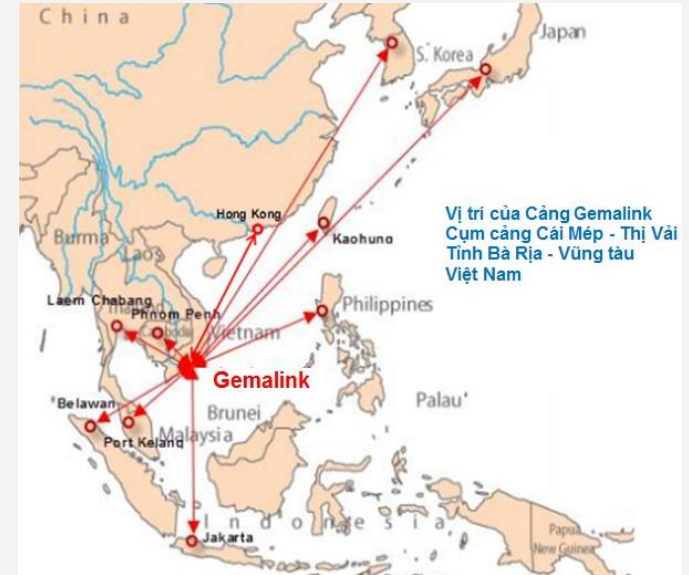 China
Japan
S. Korea
Hong Kong
Kaohung
Vị trí của Cảng Gemalink
Cụm cảng Cái Mép - Thị Vải
Tỉnh Bà Rịa - Vũng tàu
Việt Nam
Burma
Laos
Laem Chabang
Phnom Penh
Cambodia
Vietnam
Philippines
Gemalink
Belawan
Brunei
Palau
Port Kelang
Malaysia
Indonesia
Jakarta
Papua
New Guinea